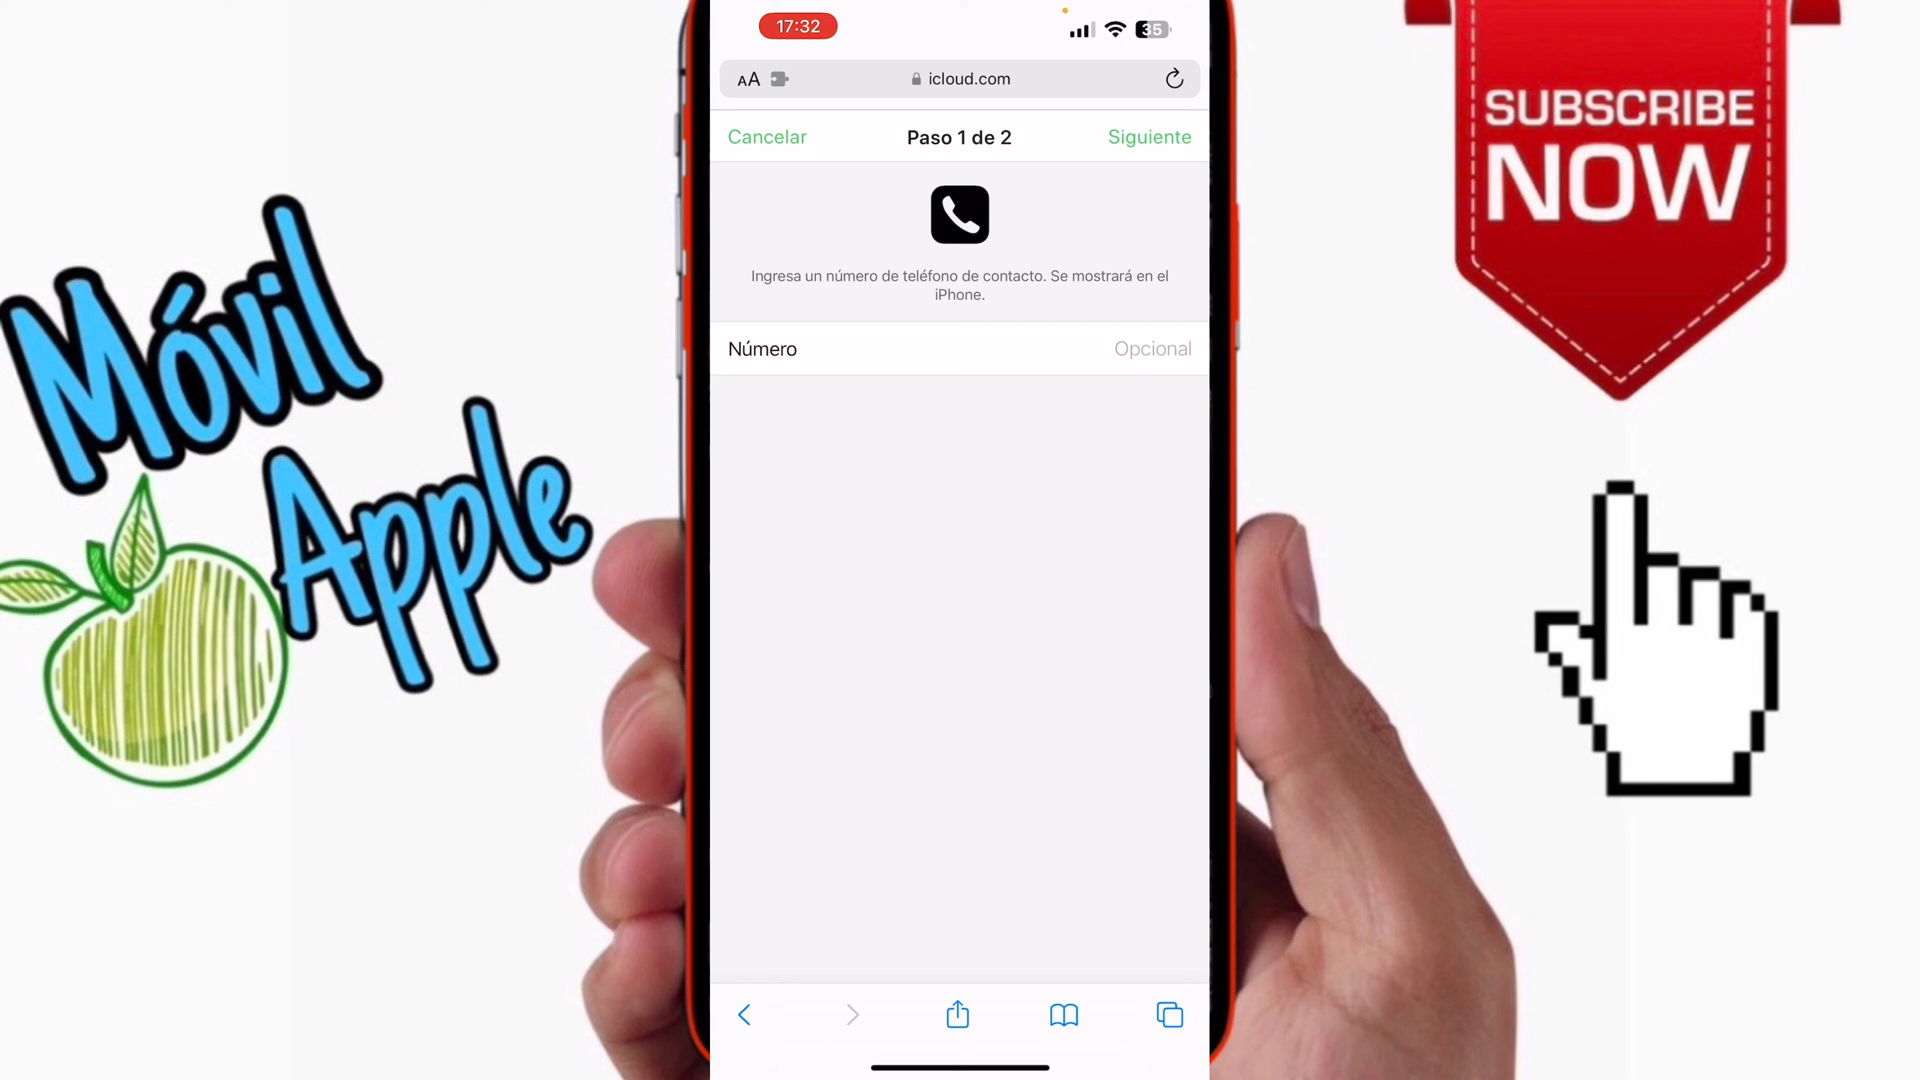 17:32
35
AA
icloud.com
Cancelar
Paso 1 de 2
Siguiente
Ingresa un número de teléfono de contacto. Se mostrará en el
iPhone.
Número
Opcional
Móvil
Apple
SUBSCRIBE
NOW